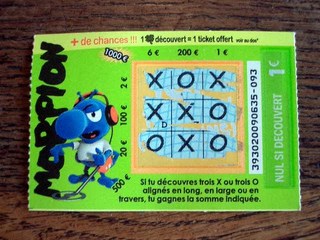 + de chances !!! 1 découvert = 1 ticket offert voir au dos*
1000 € 6 € 200 € 1 €
MORPION
2 €
100 €
20 €
500 €
X O X
X X O
D
O X O
393020090635-093
1 €
NUL SI DECOUVERT
Si tu découvres trois X ou trois O
alignés en long, en large ou en
travers, tu gagnes la somme indiquée.